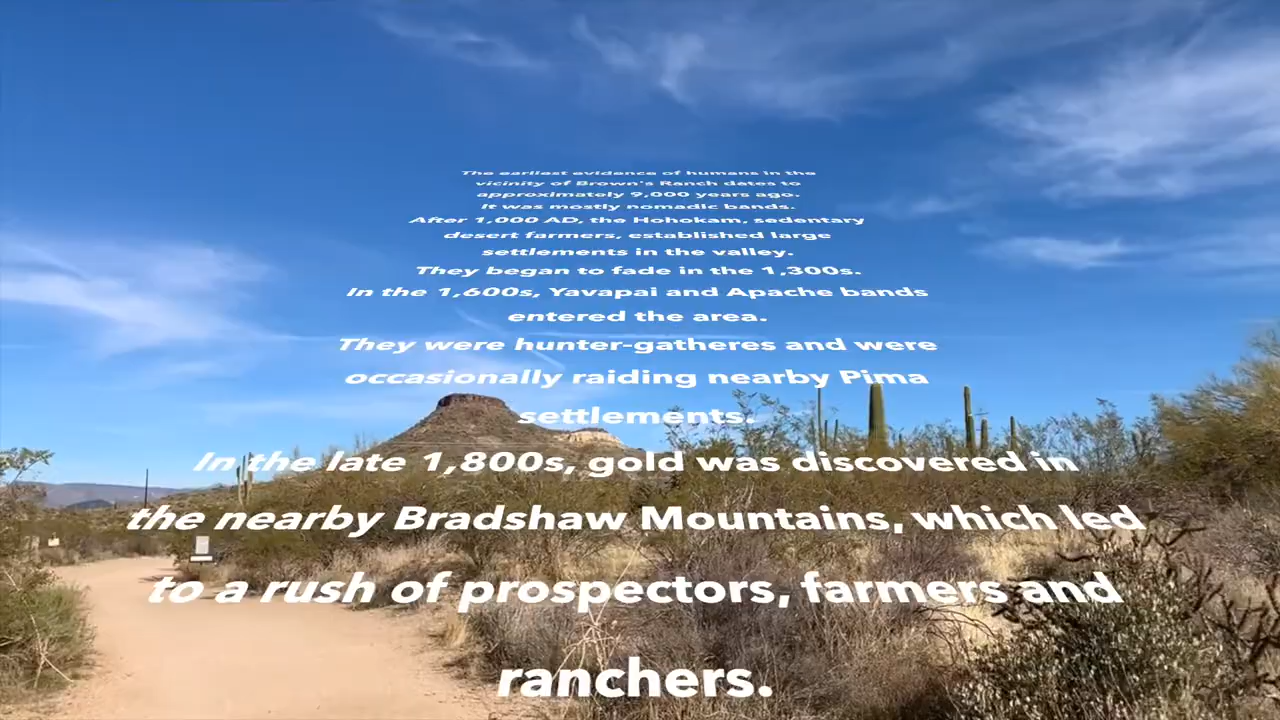 The earliest evidence of humans in the
vicinity of Brown's Ranch dates to
approximately 9,000 years ago.
It was mostly nomadic bands.
After 1,000 AD, the Hohokam, sedentary
desert farmers, established large
settlements in the valley.
They began to fade in the 1,300s.
In the 1,600s, Yavapai and Apache bands
entered the area.
They were hunter-gatheres and were
occasionally raiding nearby Pima
settlements.
In the late 1,800s, gold was discovered in
the nearby Bradshaw Mountains, which led
to a rush of prospectors, farmers and
ranchers.